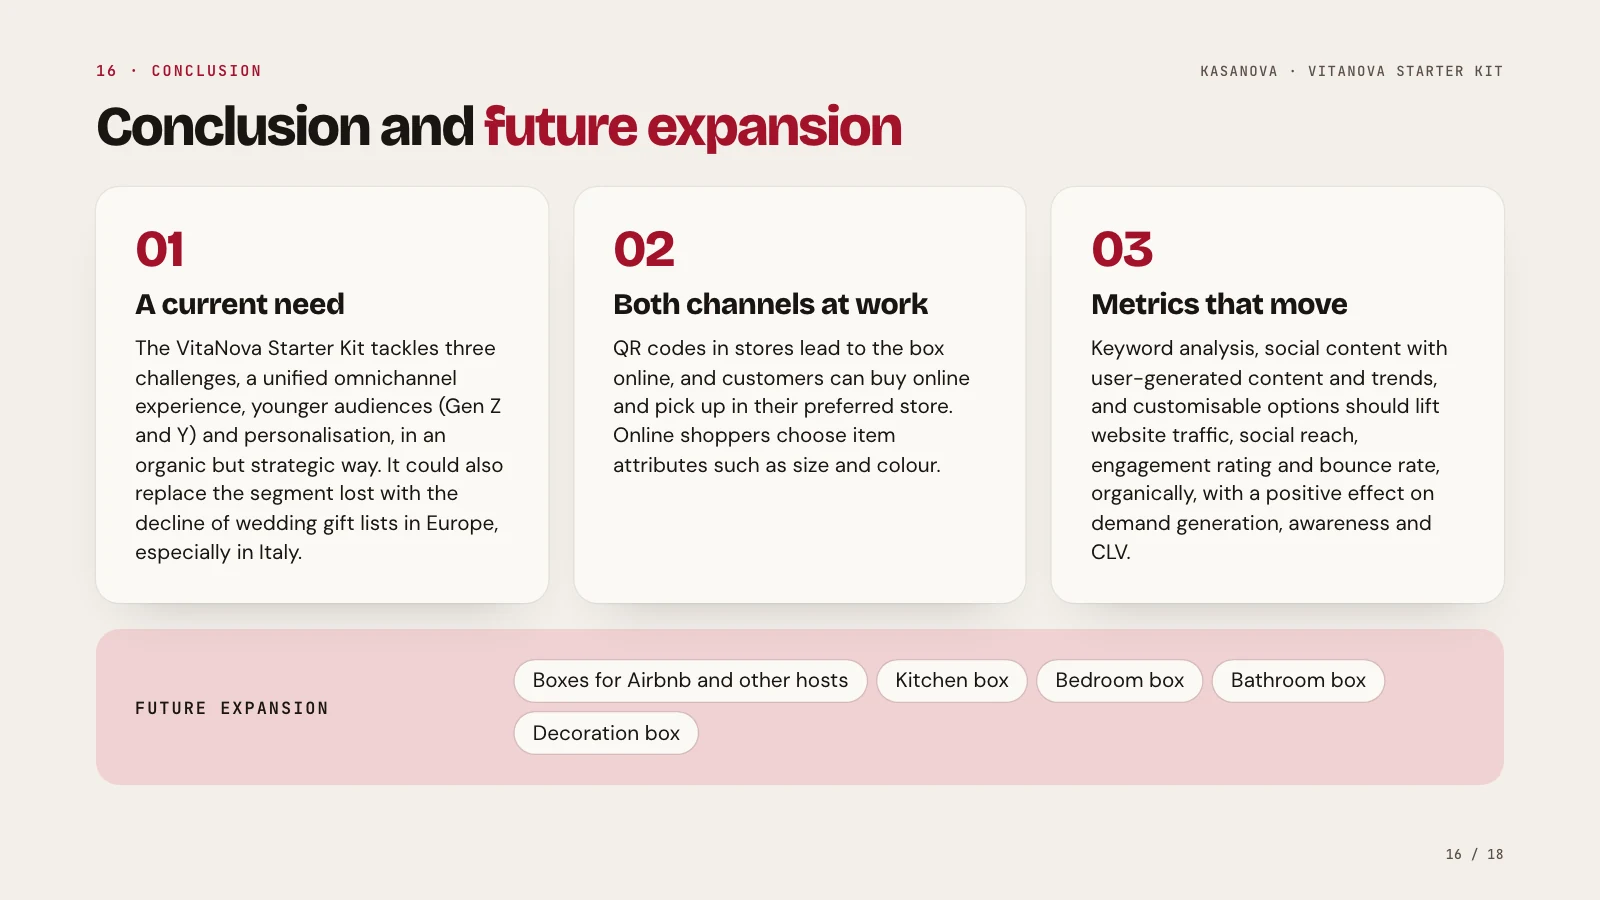 16 · CONCLUSION
KASANOVA · VITANOVA STARTER KIT
Conclusion and future expansion
01
A current need
The VitaNova Starter Kit tackles three
challenges, a unified omnichannel
experience, younger audiences (Gen Z
and Y) and personalisation, in an
organic but strategic way. It could also
replace the segment lost with the
decline of wedding gift lists in Europe,
especially in Italy.
02
Both channels at work
QR codes in stores lead to the box
online, and customers can buy online
and pick up in their preferred store.
Online shoppers choose item
attributes such as size and colour.
03
Metrics that move
Keyword analysis, social content with
user-generated content and trends,
and customisable options should lift
website traffic, social reach,
engagement rating and bounce rate,
organically, with a positive effect on
demand generation, awareness and
CLV.
FUTURE EXPANSION
Boxes for Airbnb and other hosts
Kitchen box
Bedroom box
Bathroom box
Decoration box
16 / 18